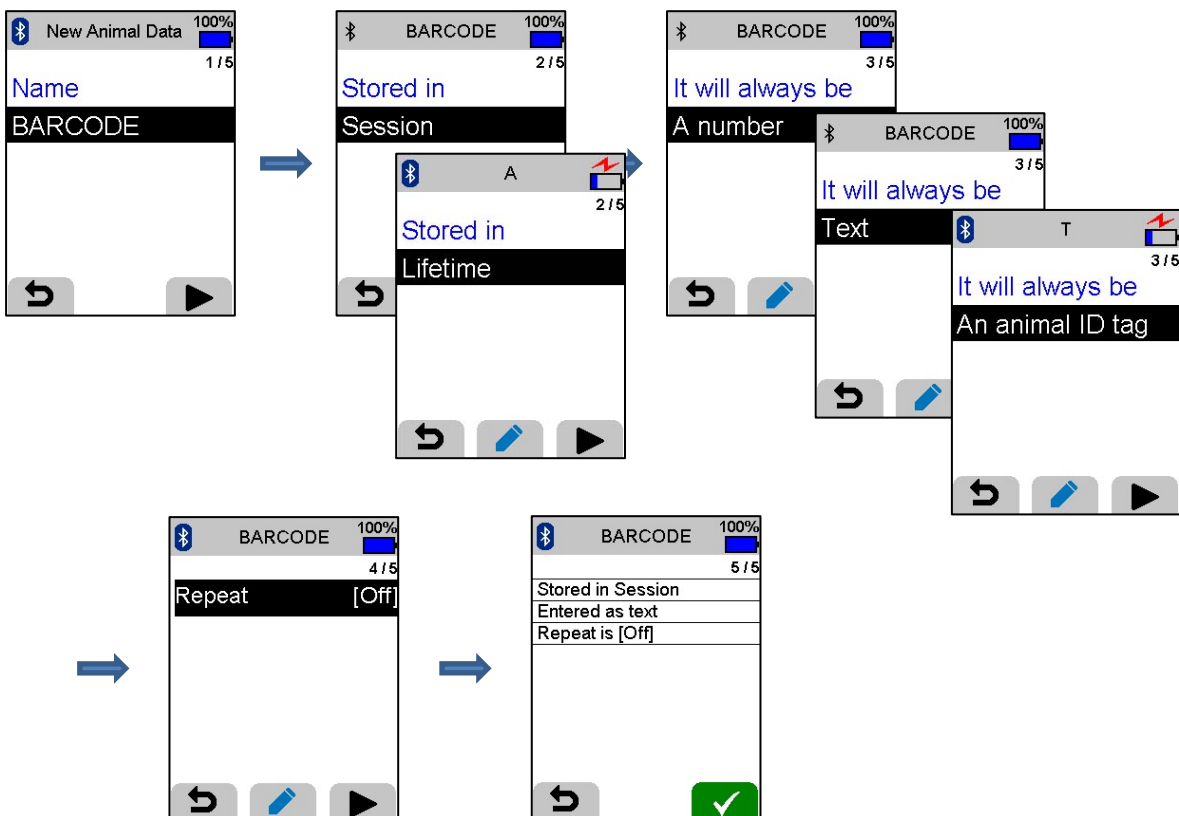 New Animal Data 100%
1/5
Name
BARCODE
BARCODE 100%
2/5
Stored in
Session
A
2/5
Stored in
Lifetime
BARCODE 100%
3/5
It will always be
A number
BARCODE 100%
3/5
It will always be
Text
T
3/5
It will always be
An animal ID tag
BARCODE 100%
4/5
Repeat [Off]
BARCODE 100%
5/5
Stored in Session
Entered as text
Repeat is [Off]